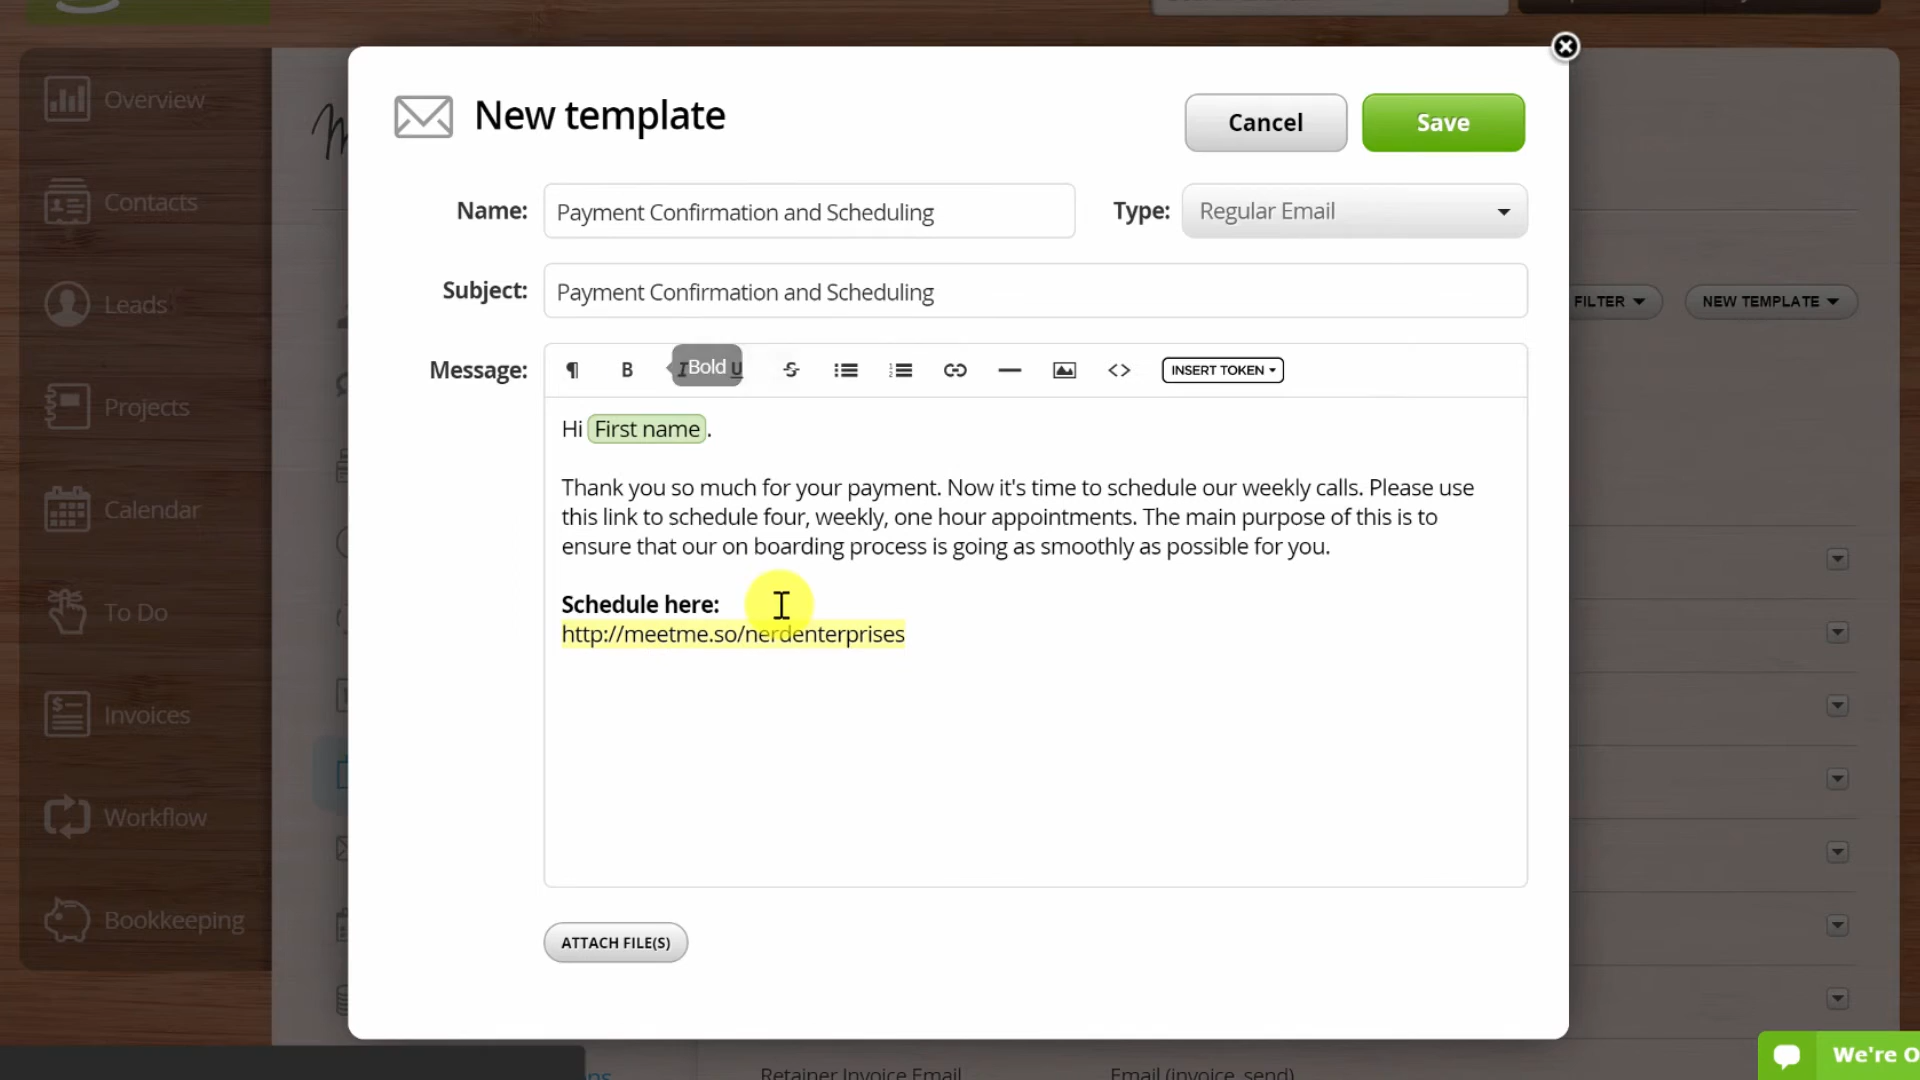 New template
Cancel
Save
Name:
Payment Confirmation and Scheduling
Type:
Regular Email
Subject:
Payment Confirmation and Scheduling
Message:
B
Bold
U
S
INSERT TOKEN
Hi First name.
Thank you so much for your payment. Now it's time to schedule our weekly calls. Please use
this link to schedule four, weekly, one hour appointments. The main purpose of this is to
ensure that our on boarding process is going as smoothly as possible for you.
Schedule here:
http://meetme.so/nerdenterprises
ATTACH FILE(S)
Overview
Contacts
Leads
Projects
Calendar
To Do
Invoices
Workflow
Bookkeeping
FILTER
NEW TEMPLATE
Retainer Invoice Email
Email (invoice_send)
We're O